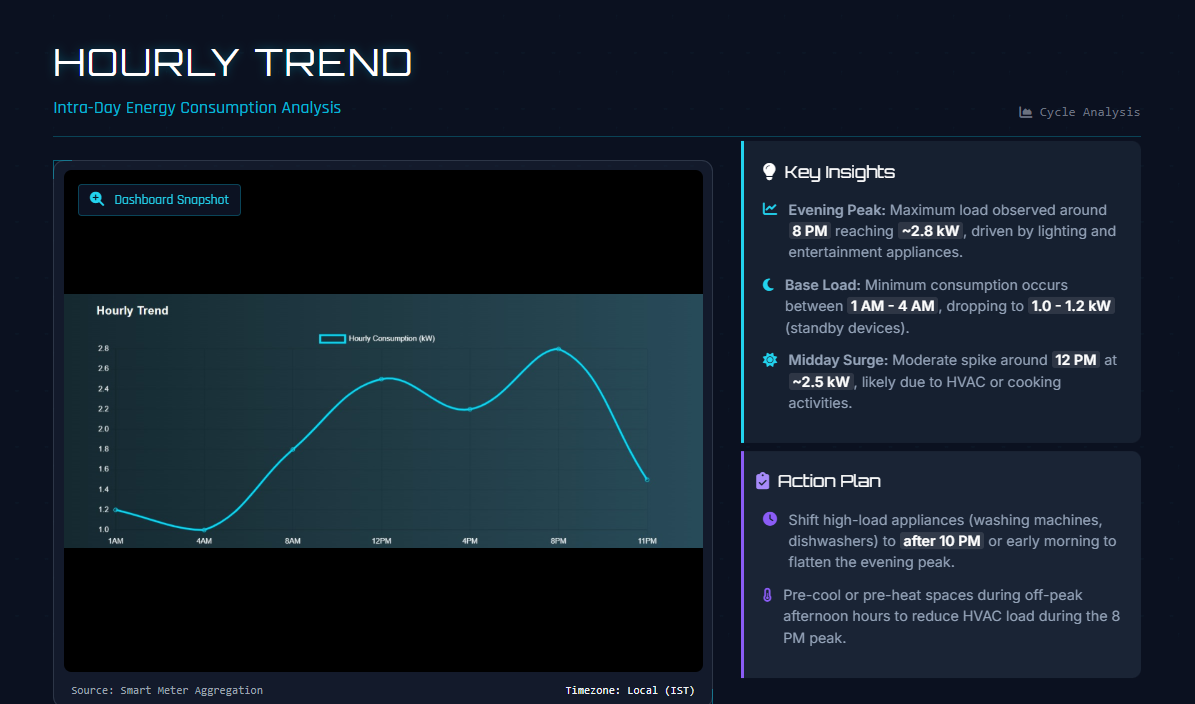 HOURLY TREND
Intra-Day Energy Consumption Analysis
Cycle Analysis
Dashboard Snapshot
Hourly Trend
Hourly Consumption (kW)
2.8
2.6
2.4
2.2
2.0
1.8
1.6
1.4
1.2
1.0
1AM 4AM 8AM 12PM 4PM 8PM 11PM
Source: Smart Meter Aggregation
Timezone: Local (IST)
Key Insights
Evening Peak: Maximum load observed around
8 PM reaching ~2.8 kW, driven by lighting and
entertainment appliances.
Base Load: Minimum consumption occurs
between 1 AM - 4 AM, dropping to 1.0 - 1.2 kW
(standby devices).
Midday Surge: Moderate spike around 12 PM at
~2.5 kW, likely due to HVAC or cooking
activities.
Action Plan
Shift high-load appliances (washing machines,
dishwashers) to after 10 PM or early morning to
flatten the evening peak.
Pre-cool or pre-heat spaces during off-peak
afternoon hours to reduce HVAC load during the 8
PM peak.